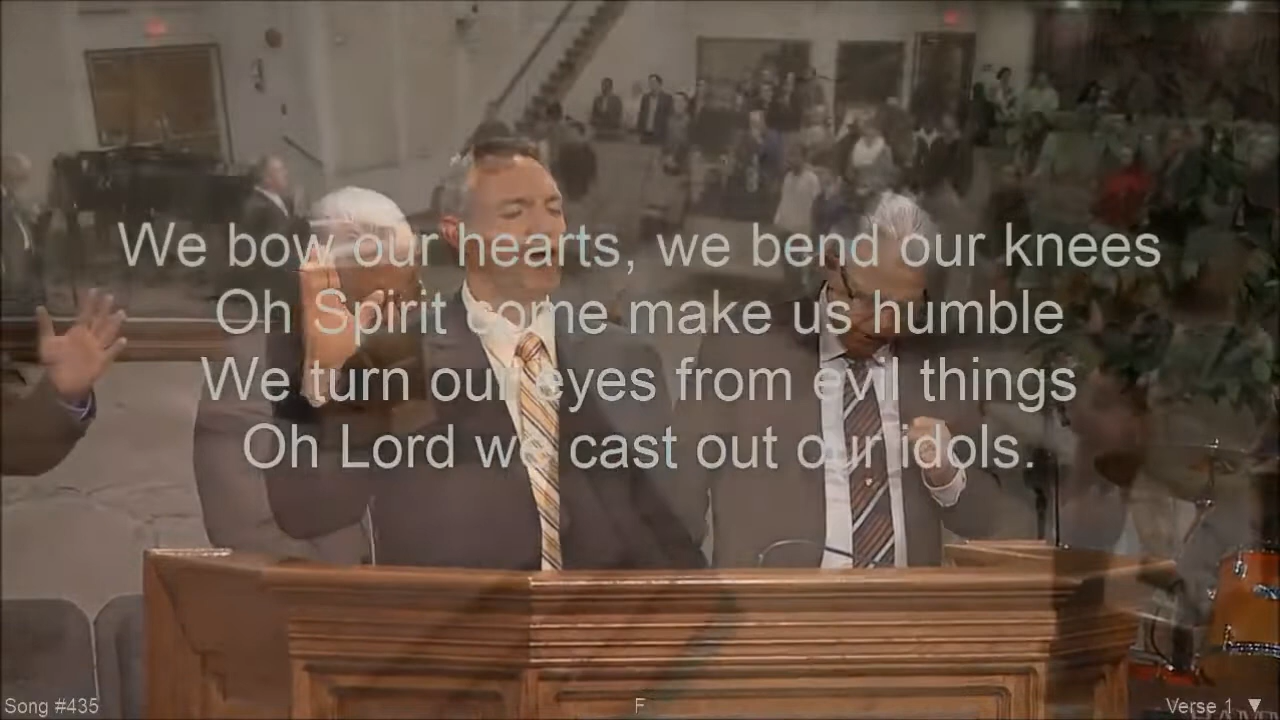 We bow our hearts, we bend our knees
Oh Spirit come make us humble
We turn our eyes from evil things
Oh Lord we cast out our idols.
Song #435
F
Verse 1 ▼